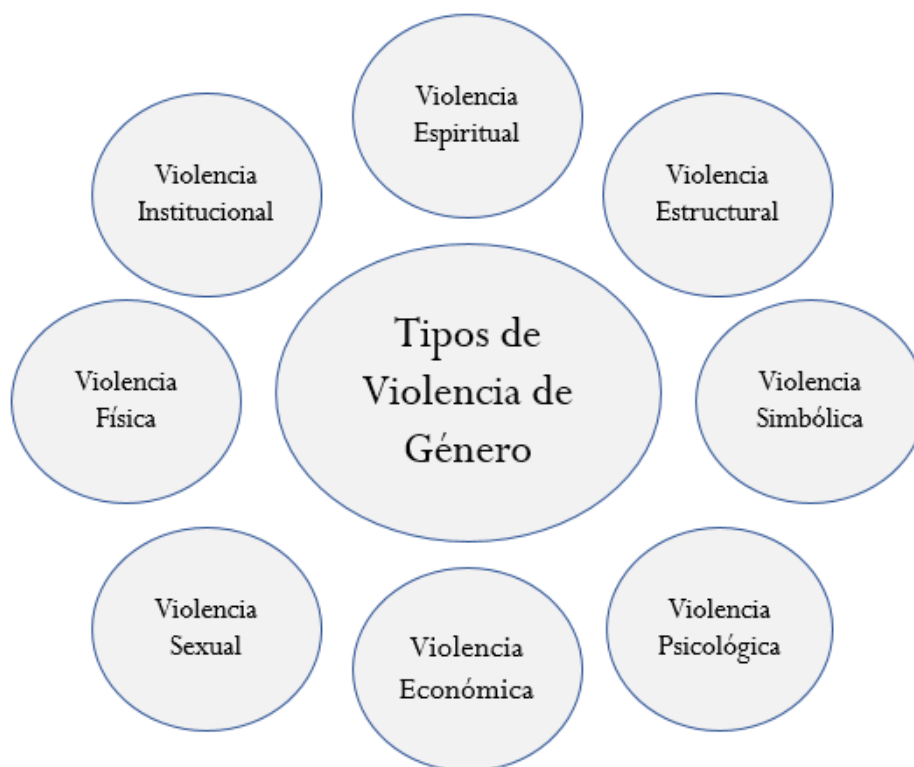 Violencia
Espiritual
Violencia
Institucional
Violencia
Estructural
Tipos de
Violencia de
Género
Violencia
Física
Violencia
Simbólica
Violencia
Sexual
Violencia
Económica
Violencia
Psicológica